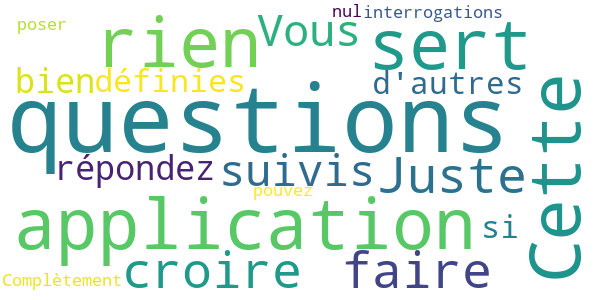 poser
nul interrogations
rien Vous sert
bien définies d'autres
questions
répondez suivis Juste
pouvez
application si
Cette
Complètement croire faire